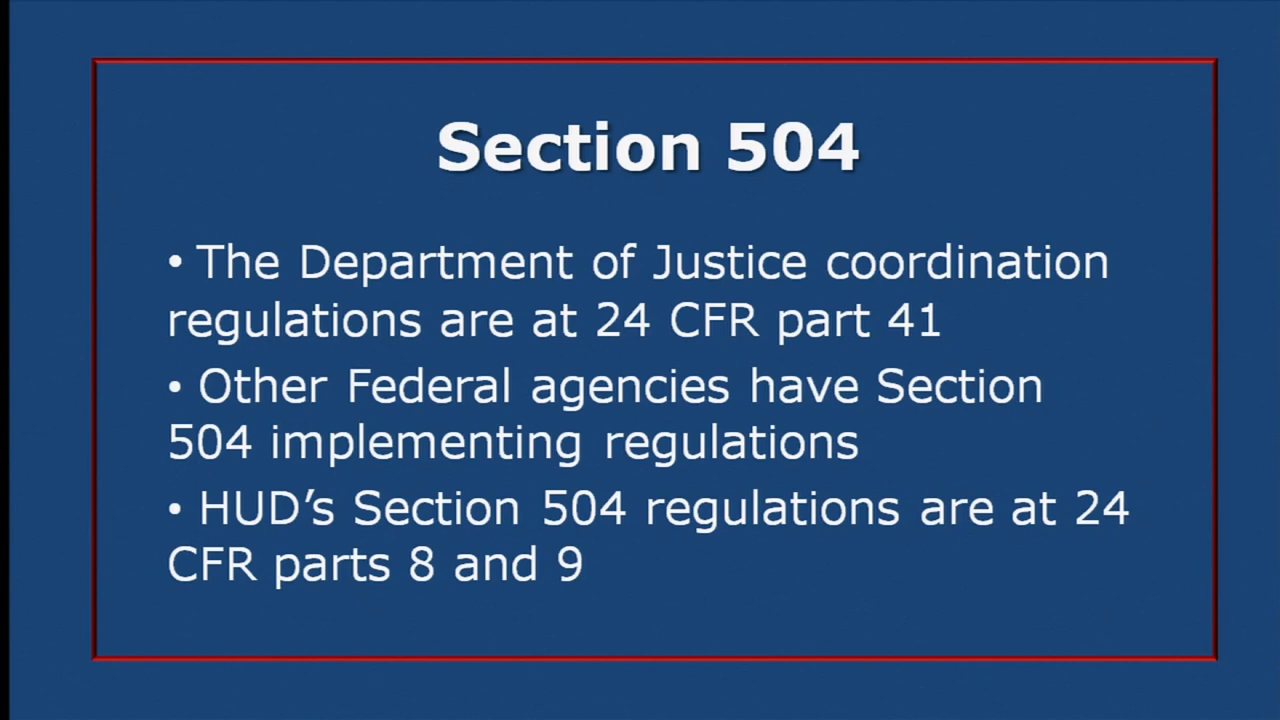 Section 504
• The Department of Justice coordination
regulations are at 24 CFR part 41
• Other Federal agencies have Section
504 implementing regulations
• HUD’s Section 504 regulations are at 24
CFR parts 8 and 9